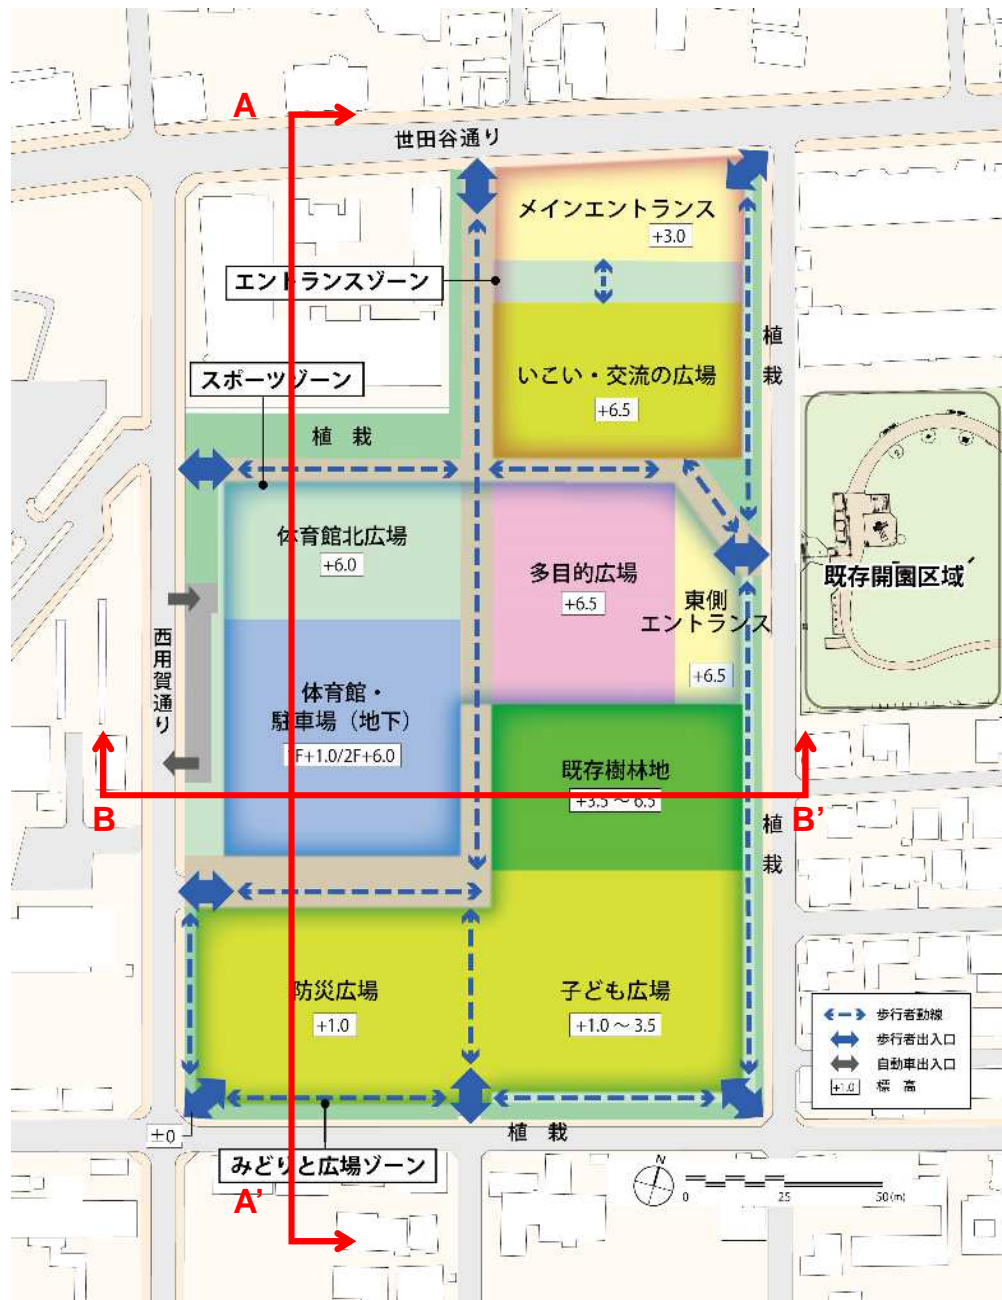 A
世田谷通り
メインエントランス
+3.0
エントランスゾーン
植栽
いこい・交流の広場
+6.5
スポーツゾーン
植栽
体育館北広場
+6.0
多目的広場
+6.5
東側
エントランス
+6.5
既存開園区域
西用賀通り
体育館・
駐車場（地下）
1F+1.0/2F+6.0
既存樹林地
+3.5～6.5
B
B'
植栽
防災広場
+1.0
子ども広場
+1.0～3.5
歩行者動線
歩行者出入口
自動車出入口
+1.0 標高
±0
植栽
みどりと広場ゾーン
A'
N
0 25 50(m)